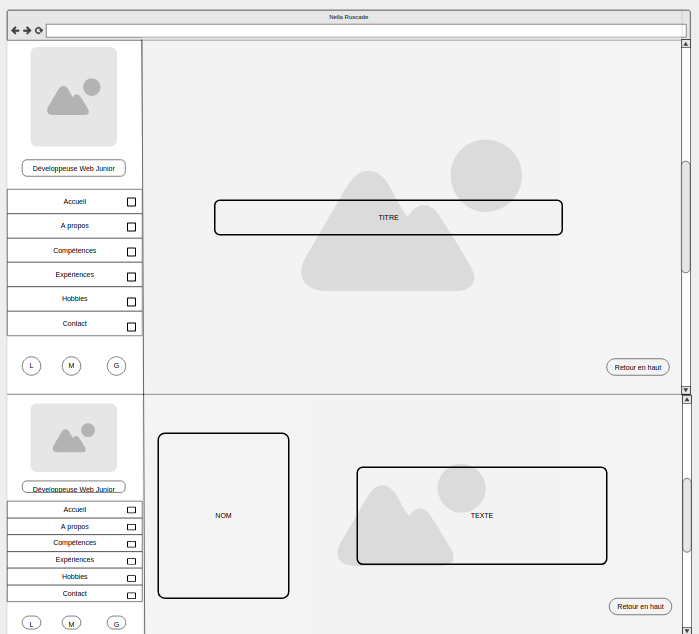 Nella Ruscade
Développeuse Web Junior
Accueil
A propos
Compétences
Expériences
Hobbies
Contact
L M G
TITRE
Retour en haut
Développeuse Web Junior
Accueil
A propos
Compétences
Expériences
Hobbies
Contact
L M G
NOM
TEXTE
Retour en haut